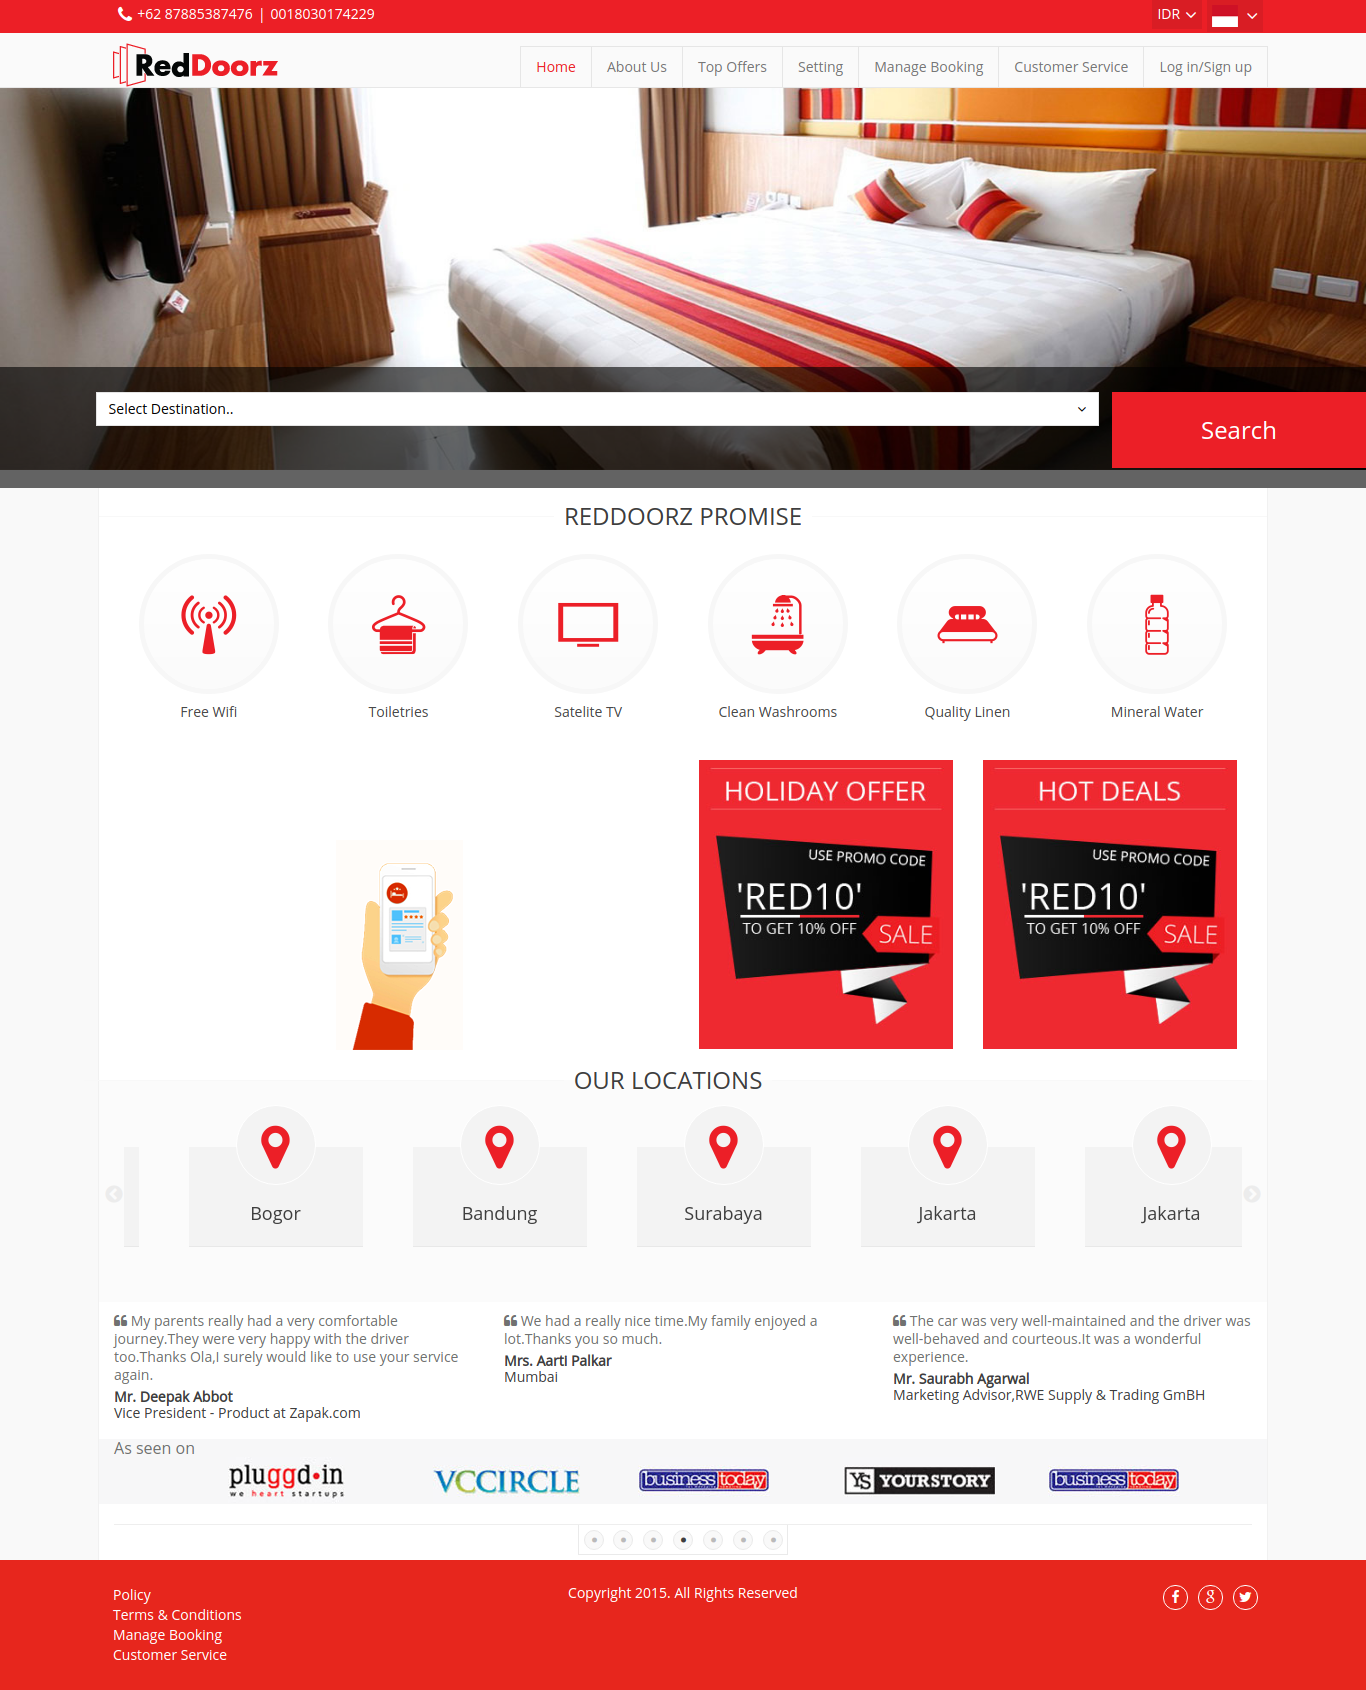 +62 87885387476 | 0018030174229
IDR
RedDoorz
Home
About Us
Top Offers
Setting
Manage Booking
Customer Service
Log in/Sign up
Select Destination..
Search
REDDOORZ PROMISE
Free Wifi
Toiletries
Satelite TV
Clean Washrooms
Quality Linen
Mineral Water
HOLIDAY OFFER
USE PROMO CODE
'RED10'
TO GET 10% OFF
SALE
HOT DEALS
USE PROMO CODE
'RED10'
TO GET 10% OFF
SALE
OUR LOCATIONS
Bogor
Bandung
Surabaya
Jakarta
Jakarta
My parents really had a very comfortable
journey.They were very happy with the driver
too.Thanks Ola,I surely would like to use your service
again.
Mr. Deepak Abbot
Vice President - Product at Zapak.com
We had a really nice time.My family enjoyed a
lot.Thanks you so much.
Mrs. Aarti Palkar
Mumbai
The car was very well-maintained and the driver was
well-behaved and courteous.It was a wonderful
experience.
Mr. Saurabh Agarwal
Marketing Advisor,RWE Supply & Trading GmBH
As seen on
pluggd•in
we heart startups
VCCIRCLE
business today
YS YOURSTORY
business today
Policy
Terms & Conditions
Manage Booking
Customer Service
Copyright 2015. All Rights Reserved